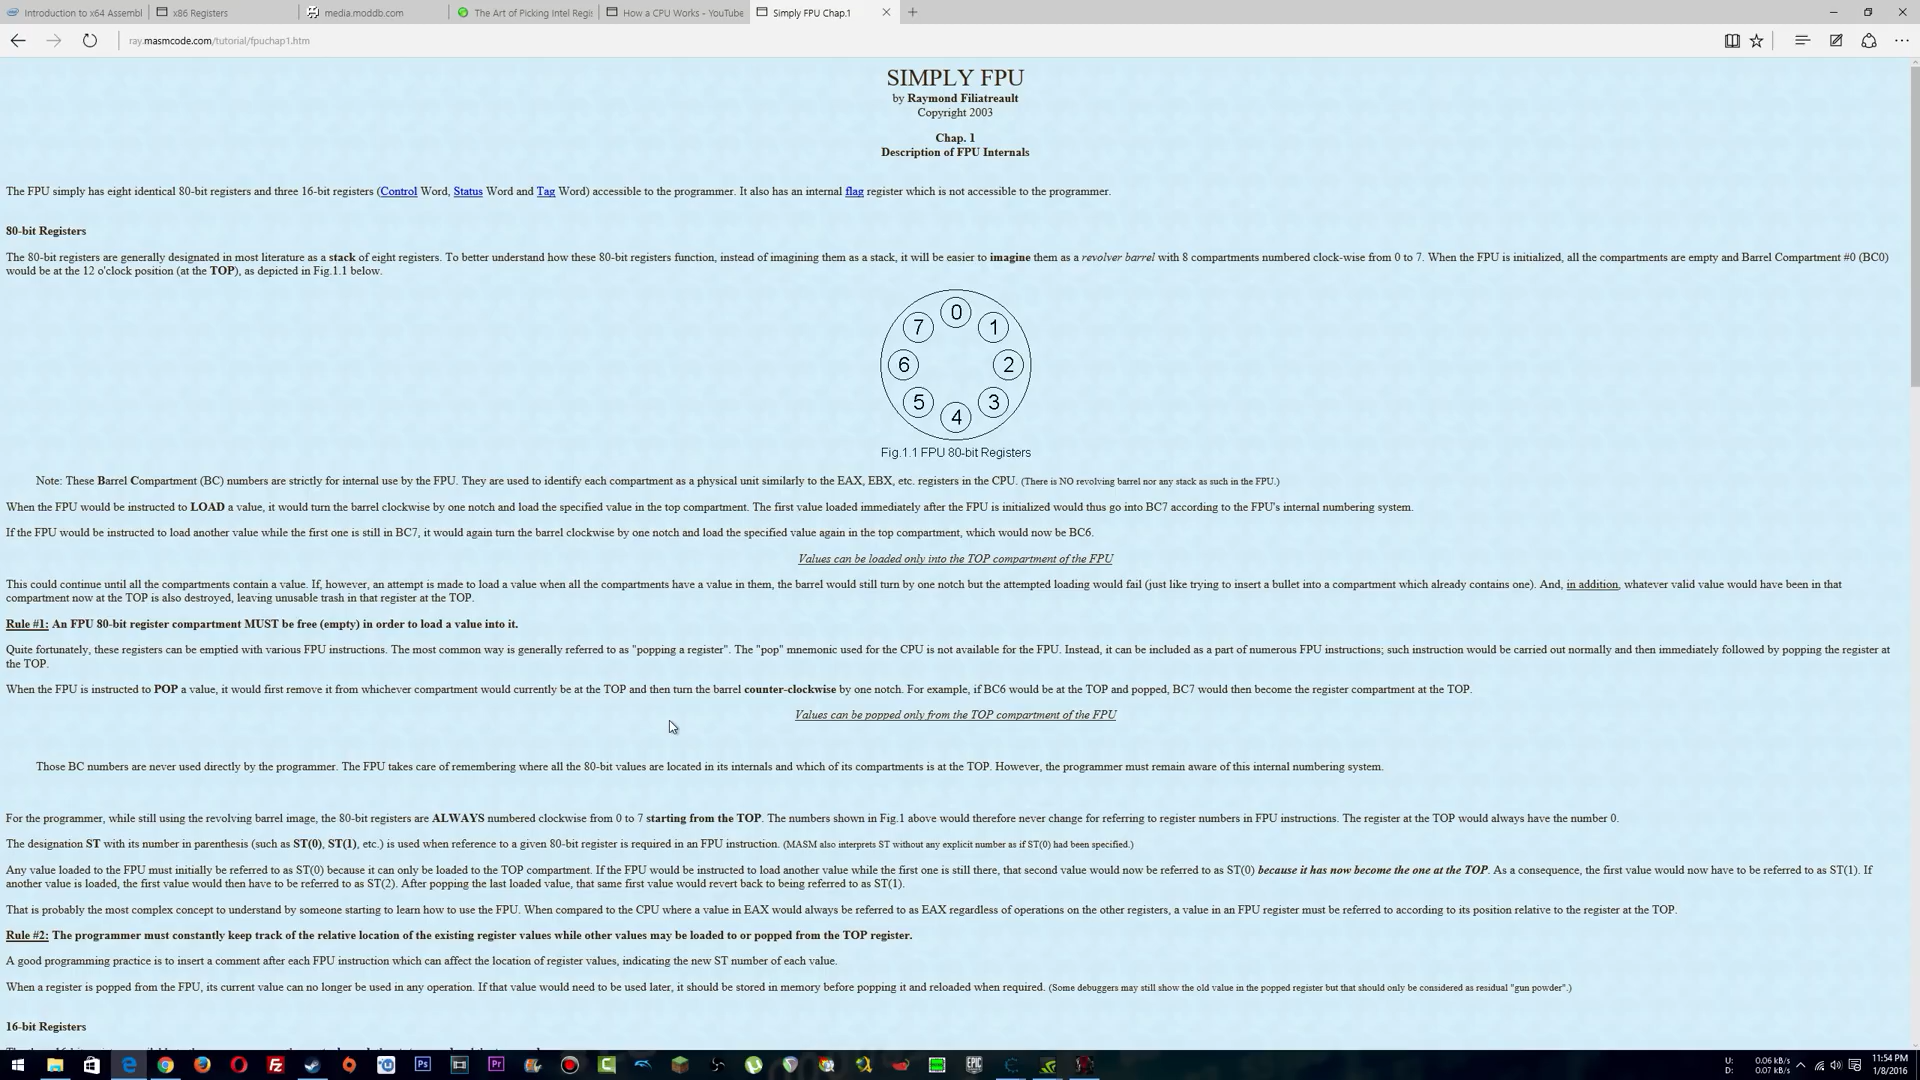 Introduction to x64 Assembl
x86 Registers
media.moddb.com
The Art of Picking Intel Regis
How a CPU Works - YouTube
Simply FPU Chap.1
ray.masmcode.com/tutorial/fpuchap1.htm
SIMPLY FPU
by Raymond Filiatreault
Copyright 2003
Chap. 1
Description of FPU Internals
The FPU simply has eight identical 80-bit registers and three 16-bit registers (Control Word, Status Word and Tag Word) accessible to the programmer. It also has an internal flag register which is not accessible to the programmer.
80-bit Registers
The 80-bit registers are generally designated in most literature as a stack of eight registers. To better understand how these 80-bit registers function, instead of imagining them as a stack, it will be easier to imagine them as a revolver barrel with 8 compartments numbered clock-wise from 0 to 7. When the FPU is initialized, all the compartments are empty and Barrel Compartment #0 (BC0)
would be at the 12 o'clock position (at the TOP), as depicted in Fig.1.1 below.
0
7 1
6 2
5 3
4
Fig.1.1 FPU 80-bit Registers
Note: These Barrel Compartment (BC) numbers are strictly for internal use by the FPU. They are used to identify each compartment as a physical unit similarly to the EAX, EBX, etc. registers in the CPU. (There is NO revolving barrel nor any stack as such in the FPU.)
When the FPU would be instructed to LOAD a value, it would turn the barrel clockwise by one notch and load the specified value in the top compartment. The first value loaded immediately after the FPU is initialized would thus go into BC7 according to the FPU's internal numbering system.
If the FPU would be instructed to load another value while the first one is still in BC7, it would again turn the barrel clockwise by one notch and load the specified value again in the top compartment, which would now be BC6.
Values can be loaded only into the TOP compartment of the FPU
This could continue until all the compartments contain a value. If, however, an attempt is made to load a value when all the compartments have a value in them, the barrel would still turn by one notch but the attempted loading would fail (just like trying to insert a bullet into a compartment which already contains one). And, in addition, whatever valid value would have been in that
compartment now at the TOP is also destroyed, leaving unusable trash in that register at the TOP.
Rule #1: An FPU 80-bit register compartment MUST be free (empty) in order to load a value into it.
Quite fortunately, these registers can be emptied with various FPU instructions. The most common way is generally referred to as "popping a register". The "pop" mnemonic used for the CPU is not available for the FPU. Instead, it can be included as a part of numerous FPU instructions; such instruction would be carried out normally and then immediately followed by popping the register at
the TOP.
When the FPU is instructed to POP a value, it would first remove it from whichever compartment would currently be at the TOP and then turn the barrel counter-clockwise by one notch. For example, if BC6 would be at the TOP and popped, BC7 would then become the register compartment at the TOP.
Values can be popped only from the TOP compartment of the FPU
Those BC numbers are never used directly by the programmer. The FPU takes care of remembering where all the 80-bit values are located in its internals and which of its compartments is at the TOP. However, the programmer must remain aware of this internal numbering system.
For the programmer, while still using the revolving barrel image, the 80-bit registers are ALWAYS numbered clockwise from 0 to 7 starting from the TOP. The numbers shown in Fig.1 above would therefore never change for referring to register numbers in FPU instructions. The register at the TOP would always have the number 0.
The designation ST with its number in parenthesis (such as ST(0), ST(1), etc.) is used when reference to a given 80-bit register is required in an FPU instruction. (MASM also interprets ST without any explicit number as if ST(0) had been specified.)
Any value loaded to the FPU must initially be referred to as ST(0) because it can only be loaded to the TOP compartment. If the FPU would be instructed to load another value while the first one is still there, that second value would now be referred to as ST(0) because it has now become the one at the TOP. As a consequence, the first value would now have to be referred to as ST(1). If
another value is loaded, the first value would then have to be referred to as ST(2). After popping the last loaded value, that same first value would revert back to being referred to as ST(1).
That is probably the most complex concept to understand by someone starting to learn how to use the FPU. When compared to the CPU where a value in EAX would always be referred to as EAX regardless of operations on the other registers, a value in an FPU register must be referred to according to its position relative to the register at the TOP.
Rule #2: The programmer must constantly keep track of the relative location of the existing register values while other values may be loaded to or popped from the TOP register.
A good programming practice is to insert a comment after each FPU instruction which can affect the location of register values, indicating the new ST number of each value.
When a register is popped from the FPU, its current value can no longer be used in any operation. If that value would need to be used later, it should be stored in memory before popping it and reloaded when required. (Some debuggers may still show the old value in the popped register but that should only be considered as residual "gun powder".)
16-bit Registers
U: 0.06 kB/s
D: 0.07 kB/s
11:54 PM
1/8/2016